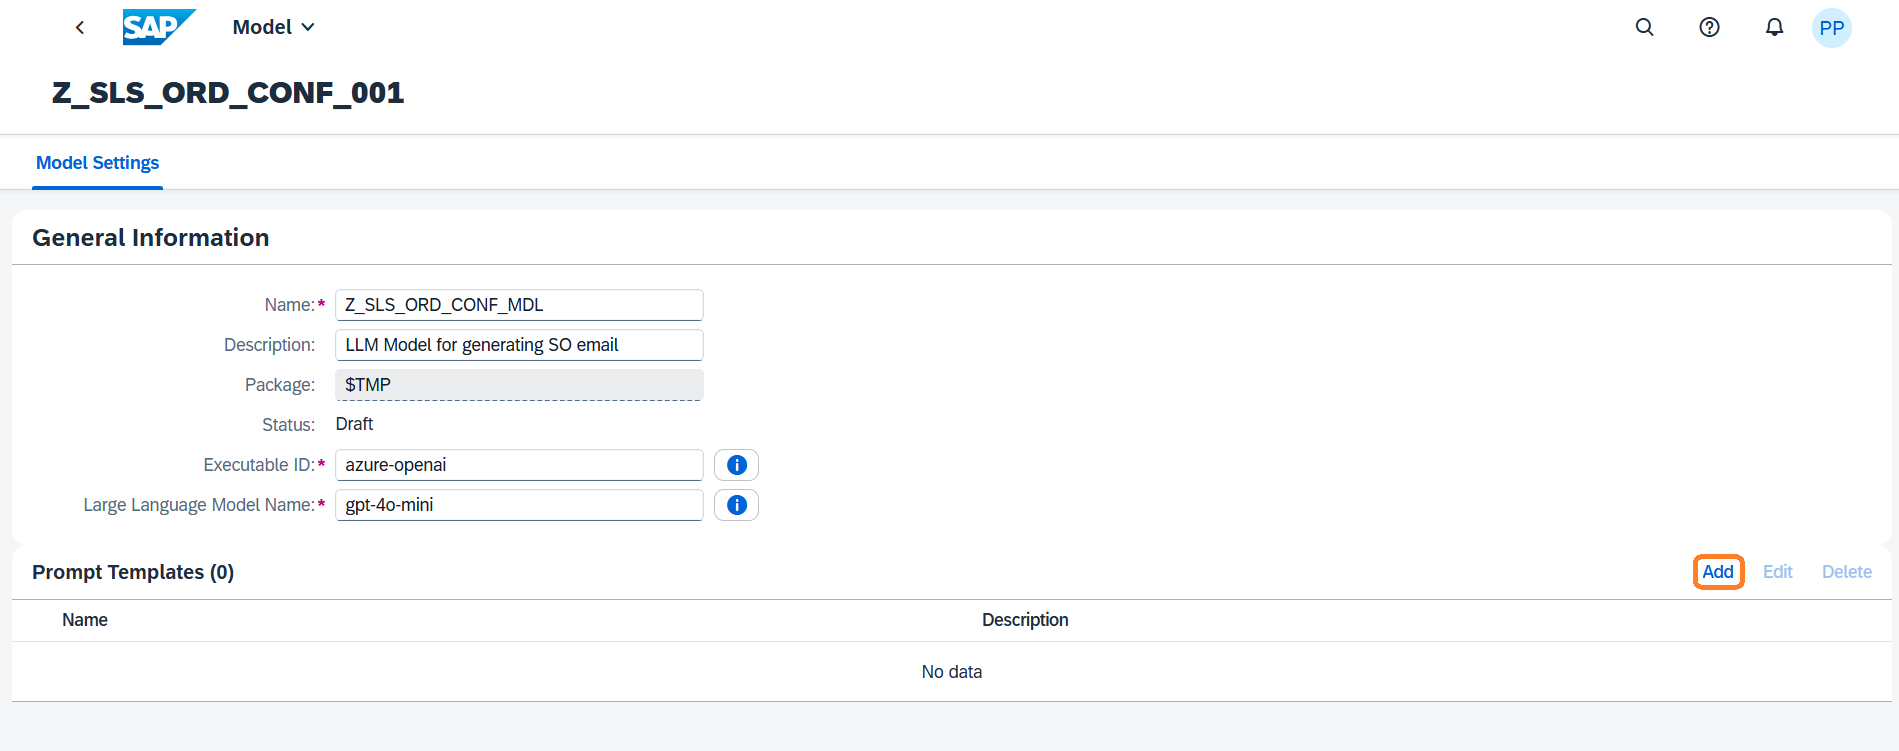 SAP Model PP
Z_SLS_ORD_CONF_001
Model Settings
General Information
Name:* Z_SLS_ORD_CONF_MDL
Description: LLM Model for generating SO email
Package: $TMP
Status: Draft
Executable ID:* azure-openai
Large Language Model Name:* gpt-4o-mini
Prompt Templates (0) Add Edit Delete
Name Description
No data